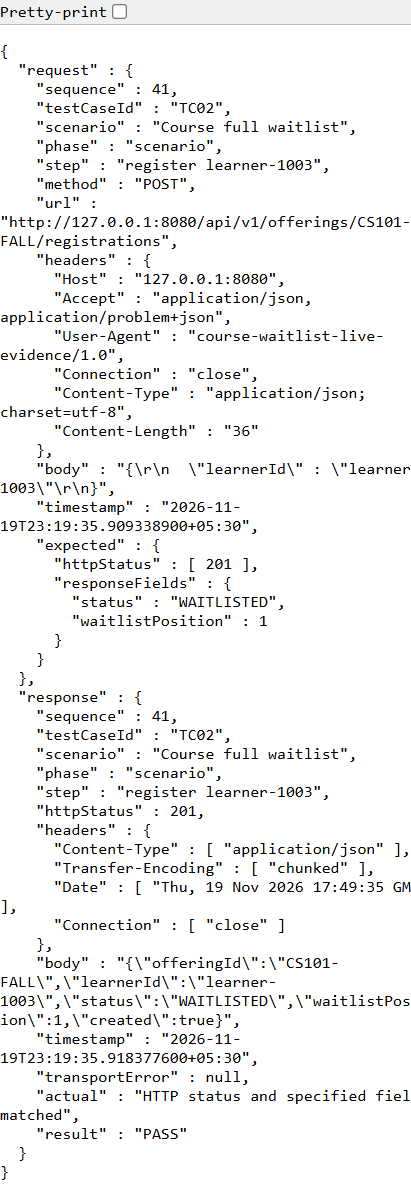 Pretty-print
{
  "request" : {
    "sequence" : 41,
    "testCaseId" : "TC02",
    "scenario" : "Course full waitlist",
    "phase" : "scenario",
    "step" : "register learner-1003",
    "method" : "POST",
    "url" :
"http://127.0.0.1:8080/api/v1/offerings/CS101-
FALL/registrations",
    "headers" : {
      "Host" : "127.0.0.1:8080",
      "Accept" : "application/json,
application/problem+json",
      "User-Agent" : "course-waitlist-live-
evidence/1.0",
      "Connection" : "close",
      "Content-Type" : "application/json;
charset=utf-8",
      "Content-Length" : "36"
    },
    "body" : "{\r\n  \"learnerId\" : \"learner
1003\"\r\n}",
    "timestamp" : "2026-11-
19T23:19:35.909338900+05:30",
    "expected" : {
      "httpStatus" : [ 201 ],
      "responseFields" : {
        "status" : "WAITLISTED",
        "waitlistPosition" : 1
      }
    }
  },
  "response" : {
    "sequence" : 41,
    "testCaseId" : "TC02",
    "scenario" : "Course full waitlist",
    "phase" : "scenario",
    "step" : "register learner-1003",
    "httpStatus" : 201,
    "headers" : {
      "Content-Type" : [ "application/json" ],
      "Transfer-Encoding" : [ "chunked" ],
      "Date" : [ "Thu, 19 Nov 2026 17:49:35 GM
],
      "Connection" : [ "close" ]
    },
    "body" : "{\"offeringId\":\"CS101-
FALL\",\"learnerId\":\"learner-
1003\",\"status\":\"WAITLISTED\",\"waitlistPos
ion\":1,\"created\":true}",
    "timestamp" : "2026-11-
19T23:19:35.918377600+05:30",
    "transportError" : null,
    "actual" : "HTTP status and specified fiel
matched",
    "result" : "PASS"
  }
}